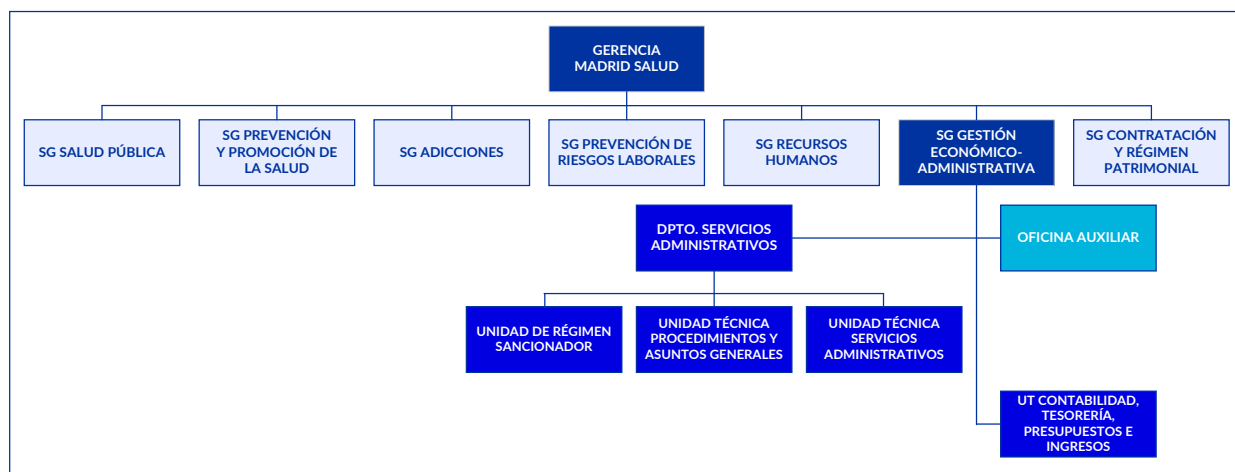 GERENCIA
MADRID SALUD
SG SALUD PÚBLICA
SG PREVENCIÓN
Y PROMOCIÓN DE
LA SALUD
SG ADICCIONES
SG PREVENCIÓN DE
RIESGOS LABORALES
SG RECURSOS
HUMANOS
SG GESTIÓN
ECONÓMICO-
ADMINISTRATIVA
SG CONTRATACIÓN
Y RÉGIMEN
PATRIMONIAL
DPTO. SERVICIOS
ADMINISTRATIVOS
OFICINA AUXILIAR
UNIDAD DE RÉGIMEN
SANCIONADOR
UNIDAD TÉCNICA
PROCEDIMIENTOS Y
ASUNTOS GENERALES
UNIDAD TÉCNICA
SERVICIOS
ADMINISTRATIVOS
UT CONTABILIDAD,
TESORERÍA,
PRESUPUESTOS E
INGRESOS